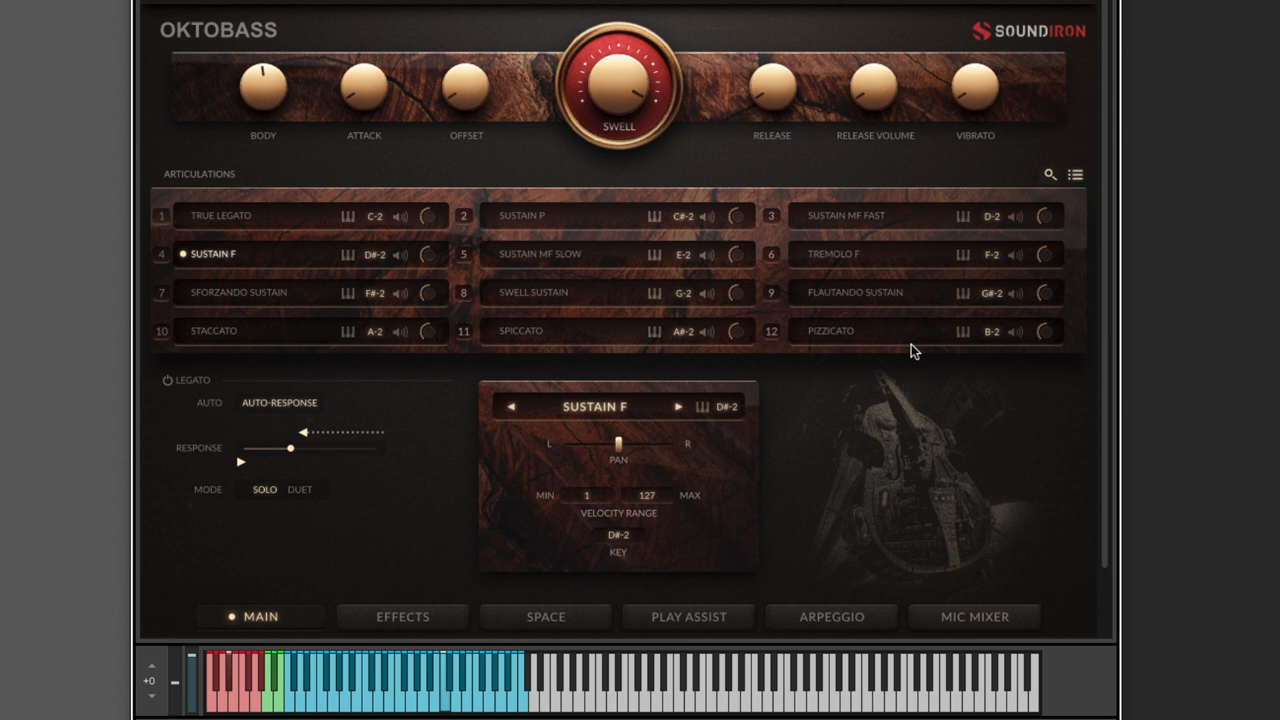 OKTOBASS
SOUNDIRON
SWELL
BODY ATTACK OFFSET RELEASE RELEASE VOLUME VIBRATO
ARTICULATIONS
1 TRUE LEGATO C-2 2 SUSTAIN P C#-2 3 SUSTAIN MF FAST D-2
4 SUSTAIN F D#-2 5 SUSTAIN MF SLOW E-2 6 TREMOLO F F-2
7 SFORZANDO SUSTAIN F#-2 8 SWELL SUSTAIN G-2 9 FLAUTANDO SUSTAIN G#-2
10 STACCATO A-2 11 SPICCATO A#-2 12 PIZZICATO B-2
LEGATO
AUTO AUTO-RESPONSE
RESPONSE
MODE SOLO DUET
SUSTAIN F D#-2
L R
PAN
MIN 1 127 MAX
VELOCITY RANGE
D#-2
KEY
MAIN EFFECTS SPACE PLAY ASSIST ARPEGGIO MIC MIXER
+0